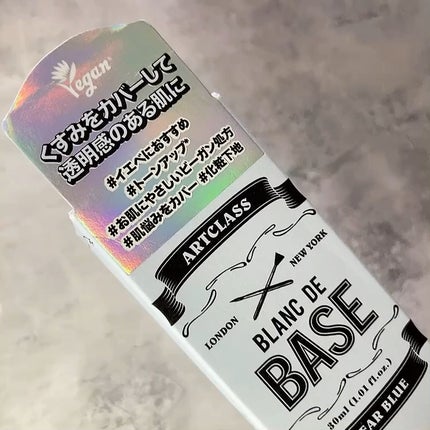 Vegan
くすみをカバーして
透明感のある肌に
#イエベにおすすめ
#トーンアップ*
#お肌にやさしいビーガン処方
#肌悩みをカバー #化粧下地
ARTCLASS
LONDON
NEW YORK
BLANC DE
BASE
30ml (1.01 fl.oz.)
BLUE